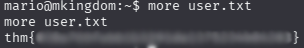 mario@mkingdom:~$ more user.txt
more user.txt
thm{ }